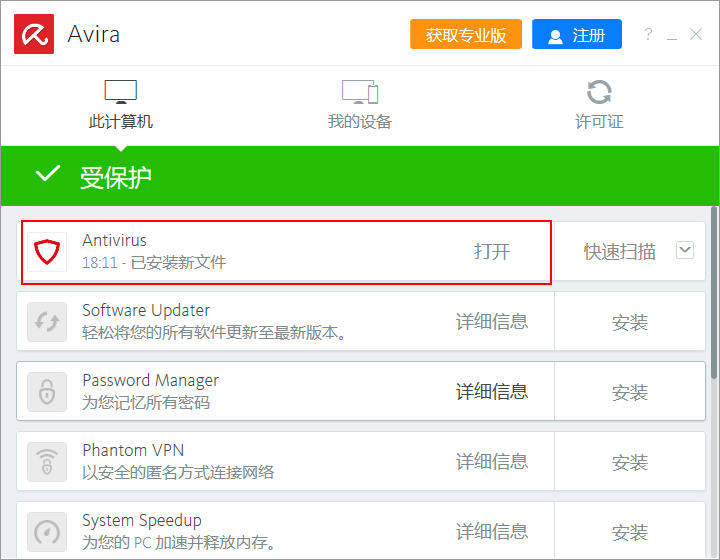 Avira
获取专业版
注册
?
此计算机
我的设备
许可证
受保护
Antivirus
18:11 - 已安装新文件
打开
快速扫描
Software Updater
轻松将您的所有软件更新至最新版本。
详细信息
安装
Password Manager
为您记忆所有密码
详细信息
安装
Phantom VPN
以安全的匿名方式连接网络
详细信息
安装
System Speedup
为您的 PC 加速并释放内存。
详细信息
安装